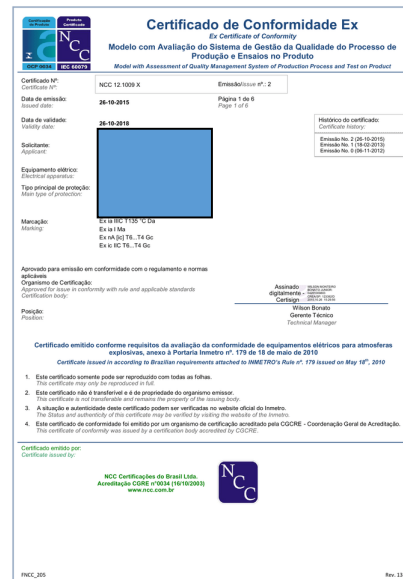 Certificado de Produto
Produto Certificado
NCC
OCP 0034
IEC 60079
Certificado de Conformidade Ex
Ex Certificate of Conformity
Modelo com Avaliação do Sistema de Gestão da Qualidade do Processo de
Produção e Ensaios no Produto
Model with Assessment of Quality Management System of Production Process and Test on Product
Certificado Nº:
Certificate Nº:
NCC 12.1009 X
Emissão/issue nº.: 2
Data de emissão:
Issued date:
26-10-2015
Página 1 de 6
Page 1 of 6
Data de validade:
Validity date:
26-10-2018
Histórico do certificado:
Certificate history:
Emissão No. 2 (26-10-2015)
Emissão No. 1 (18-02-2013)
Emissão No. 0 (06-11-2012)
Solicitante:
Applicant:
Equipamento elétrico:
Electrical apparatus:
Tipo principal de proteção:
Main type of protection:
Marcação:
Marking:
Ex ia IIIC T135 °C Da
Ex ia I Ma
Ex nA [ic] T6...T4 Gc
Ex ic IIC T6...T4 Gc
Aprovado para emissão em conformidade com o regulamento e normas
aplicáveis
Organismo de Certificação:
Approved for issue in conformity with rule and applicable standards
Certification body:
Assinado
digitalmente -
Certisign
Posição:
Position:
Wilson Bonato
Gerente Técnico
Technical Manager
Certificado emitido conforme requisitos da avaliação da conformidade de equipamentos elétricos para atmosferas
explosivas, anexo à Portaria Inmetro nº. 179 de 18 de maio de 2010
Certificate issued in according to Brazilian requirements attached to INMETRO's Rule nº. 179 issued on May 18th, 2010
1. Este certificado somente pode ser reproduzido com todas as folhas.
This certificate may only be reproduced in full.
2. Este certificado não é transferível e é de propriedade do organismo emissor.
This certificate is not transferable and remains the property of the issuing body.
3. A situação e autenticidade deste certificado podem ser verificadas no website oficial do Inmetro.
The Status and authenticity of this certificate may be verified by visiting the website of the Inmetro.
4. Este certificado de conformidade foi emitido por um organismo de certificação acreditado pela CGCRE - Coordenação Geral de Acreditação.
This certificate of conformity was issued by a certification body accredited by CGCRE.
Certificado emitido por:
Certificate issued by:
NCC Certificações do Brasil Ltda.
Acreditação CGRE nº0034 (16/10/2003)
www.ncc.com.br
NCC
FNCC_205
Rev. 13